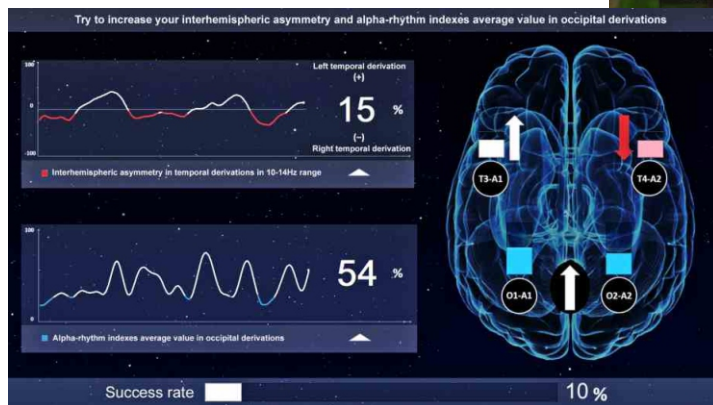 Try to increase your interhemispheric asymmetry and alpha-rhythm indexes average value in occipital derivations
100
0
-100
Left temporal derivation
(+)
15 %
(–)
Right temporal derivation
Interhemispheric asymmetry in temporal derivations in 10-14Hz range
100
0
54 %
Alpha-rhythm indexes average value in occipital derivations
T3-A1
T4-A2
O1-A1
O2-A2
Success rate
10 %